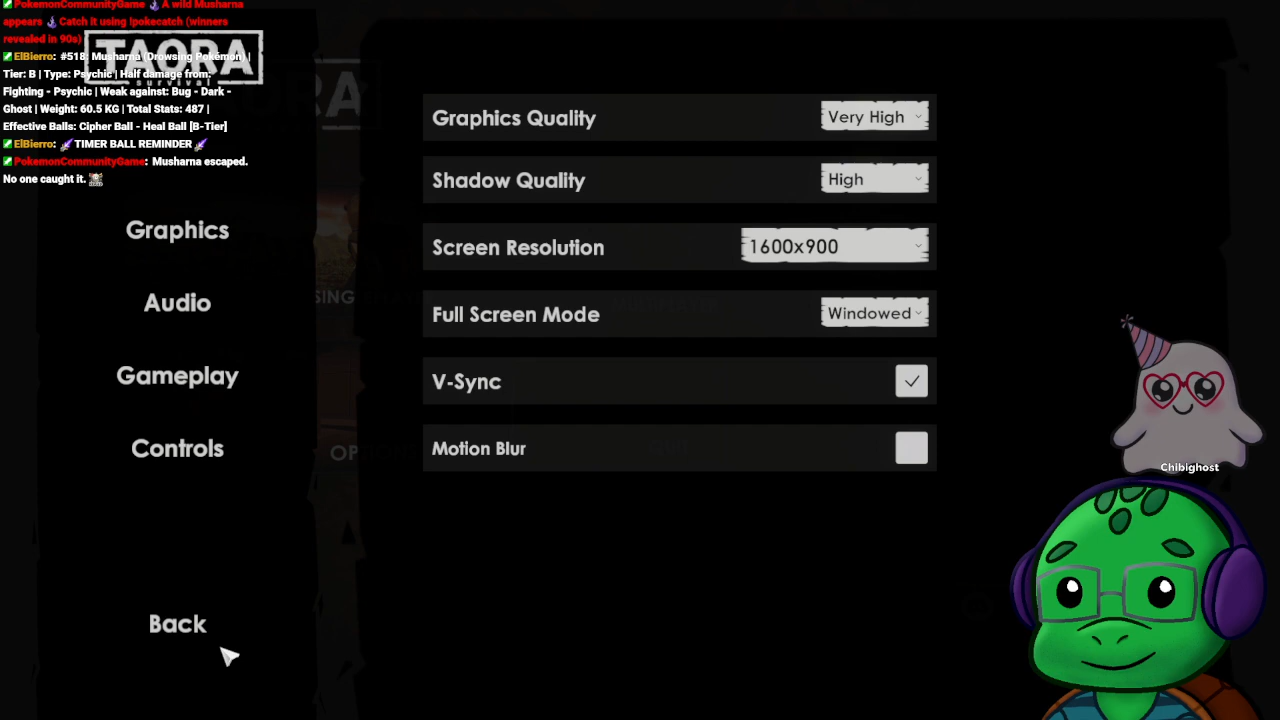 PokemonCommunityGame A wild Musharna
appears Catch it using !pokecatch (winners
revealed in 90s)
ElBierro: #518: Musharna (Drowsing Pokémon) |
Tier: B | Type: Psychic | Half damage from:
Fighting - Psychic | Weak against: Bug - Dark -
Ghost | Weight: 60.5 KG | Total Stats: 487 |
Effective Balls: Cipher Ball - Heal Ball [B-Tier]
ElBierro: TIMER BALL REMINDER
PokemonCommunityGame: Musharna escaped.
No one caught it.
TAORA
survival
Graphics
Audio
Gameplay
Controls
Back
Graphics Quality
Very High
Shadow Quality
High
Screen Resolution
1600x900
Full Screen Mode
Windowed
V-Sync
Motion Blur
Chibighost